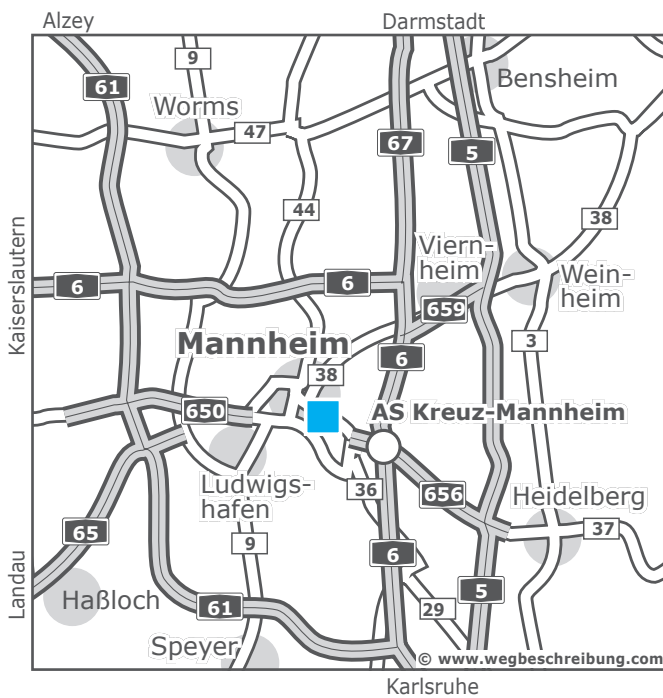 Alzey
Darmstadt
9
61
Bensheim
Worms
47
67
5
44
38
Kaiserslautern
Viern-
heim
Wein-
heim
6
6
659
3
Mannheim
38
6
650
AS Kreuz-Mannheim
Ludwigs-
hafen
36
656
Heidelberg
65
9
6
37
Landau
Haßloch
61
5
29
Speyer
© www.wegbeschreibung.com
Karlsruhe